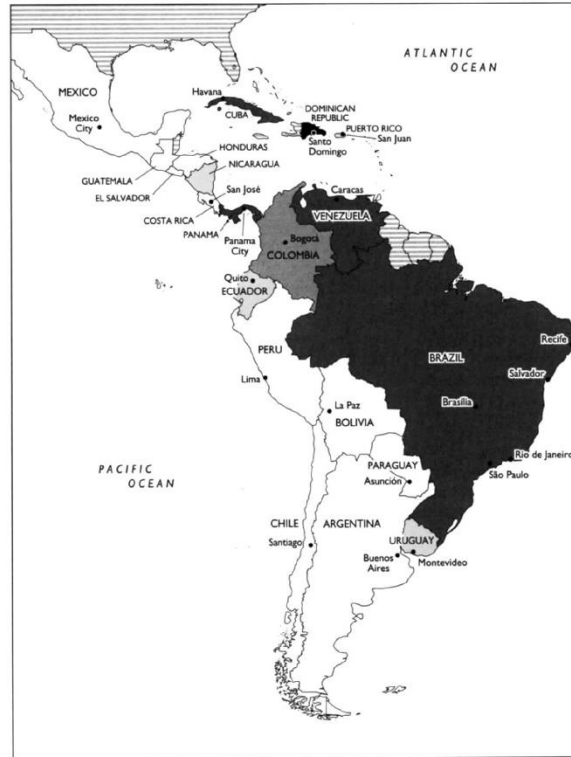 ATLANTIC
OCEAN
MEXICO
Mexico
City
Havana
CUBA
DOMINICAN
REPUBLIC
Santo
Domingo
PUERTO RICO
San Juan
HONDURAS
NICARAGUA
GUATEMALA
EL SALVADOR
San José
COSTA RICA
PANAMA
Panama
City
Caracas
VENEZUELA
Bogotá
COLOMBIA
Quito
ECUADOR
PERU
Lima
BRAZIL
Recife
Salvador
Brasília
La Paz
BOLIVIA
Rio de Janeiro
São Paulo
PARAGUAY
Asunción
PACIFIC
OCEAN
CHILE
Santiago
ARGENTINA
URUGUAY
Buenos
Aires
Montevideo